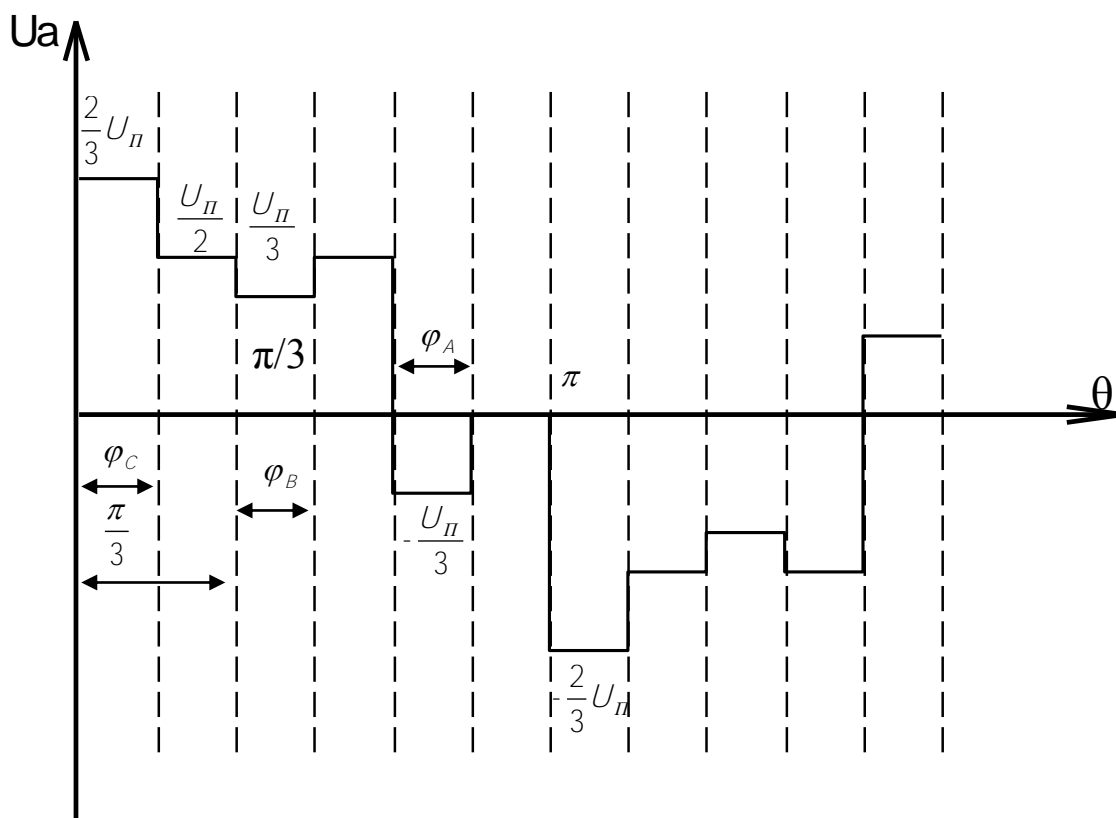 Ua
2/3 U_П
U_П/2
U_П/3
π/3
φ_A
π
θ
φ_C
φ_B
π/3
-U_П/3
-2/3 U_П